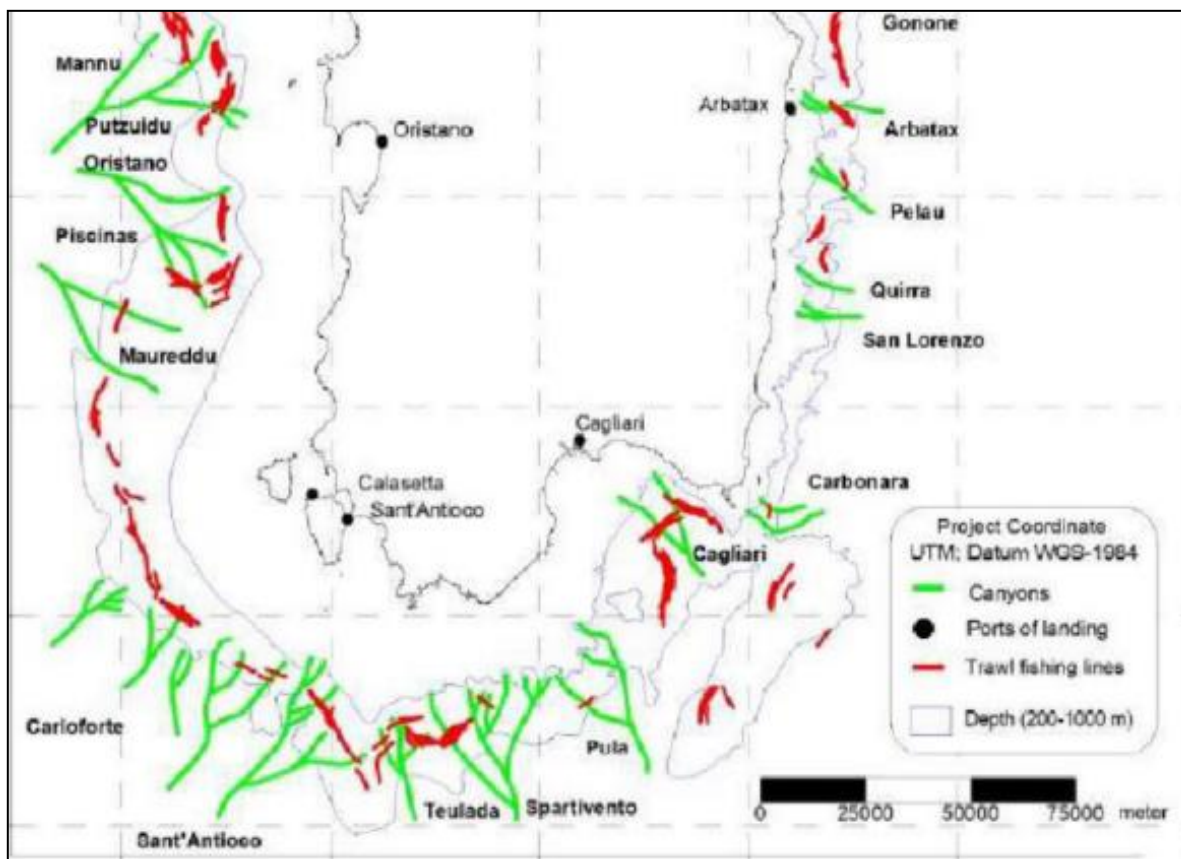 Gonone
Mannu
Arbatax
Arbatax
Putzuidu
Oristano
Oristano
Pelau
Piscinas
Quirra
San Lorenzo
Maureddu
Cagliari
Calasetta
Sant'Antioco
Carbonara
Cagliari
Project Coordinate
UTM; Datum WGS-1984
Canyons
Ports of landing
Trawl fishing lines
Depth (200-1000 m)
Carloforte
Pula
Teulada
Spartivento
Sant'Antioco
0 25000 50000 75000 meter